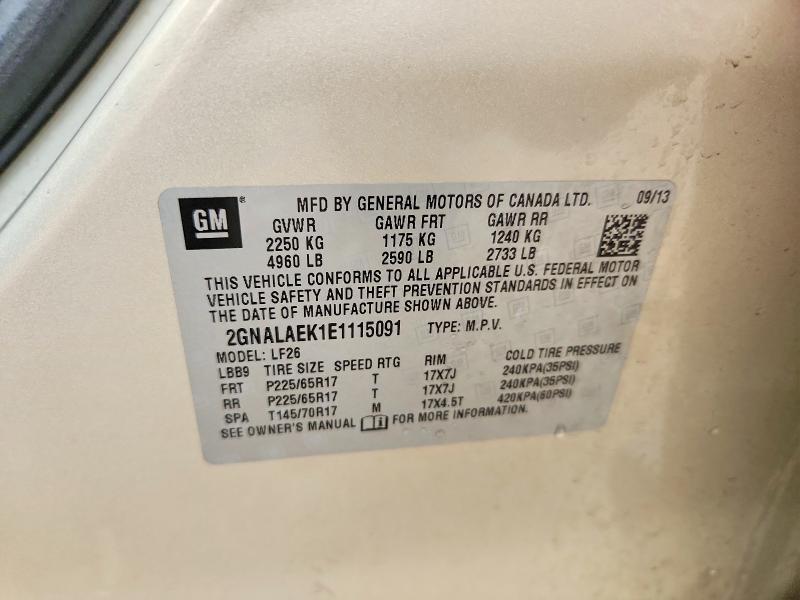 GM® MFD BY GENERAL MOTORS OF CANADA LTD. 09/13
GVWR GAWR FRT GAWR RR
2250 KG 1175 KG 1240 KG
4960 LB 2590 LB 2733 LB
THIS VEHICLE CONFORMS TO ALL APPLICABLE U.S. FEDERAL MOTOR
VEHICLE SAFETY AND THEFT PREVENTION STANDARDS IN EFFECT ON
THE DATE OF MANUFACTURE SHOWN ABOVE.
2GNALAEK1E1115091 TYPE: M.P.V.
MODEL: LF26
LBB9 TIRE SIZE SPEED RTG RIM COLD TIRE PRESSURE
FRT P225/65R17 T 17X7J 240KPA(35PSI)
RR P225/65R17 T 17X7J 240KPA(35PSI)
SPA T145/70R17 M 17X4.5T 420KPA(60PSI)
SEE OWNER'S MANUAL FOR MORE INFORMATION.